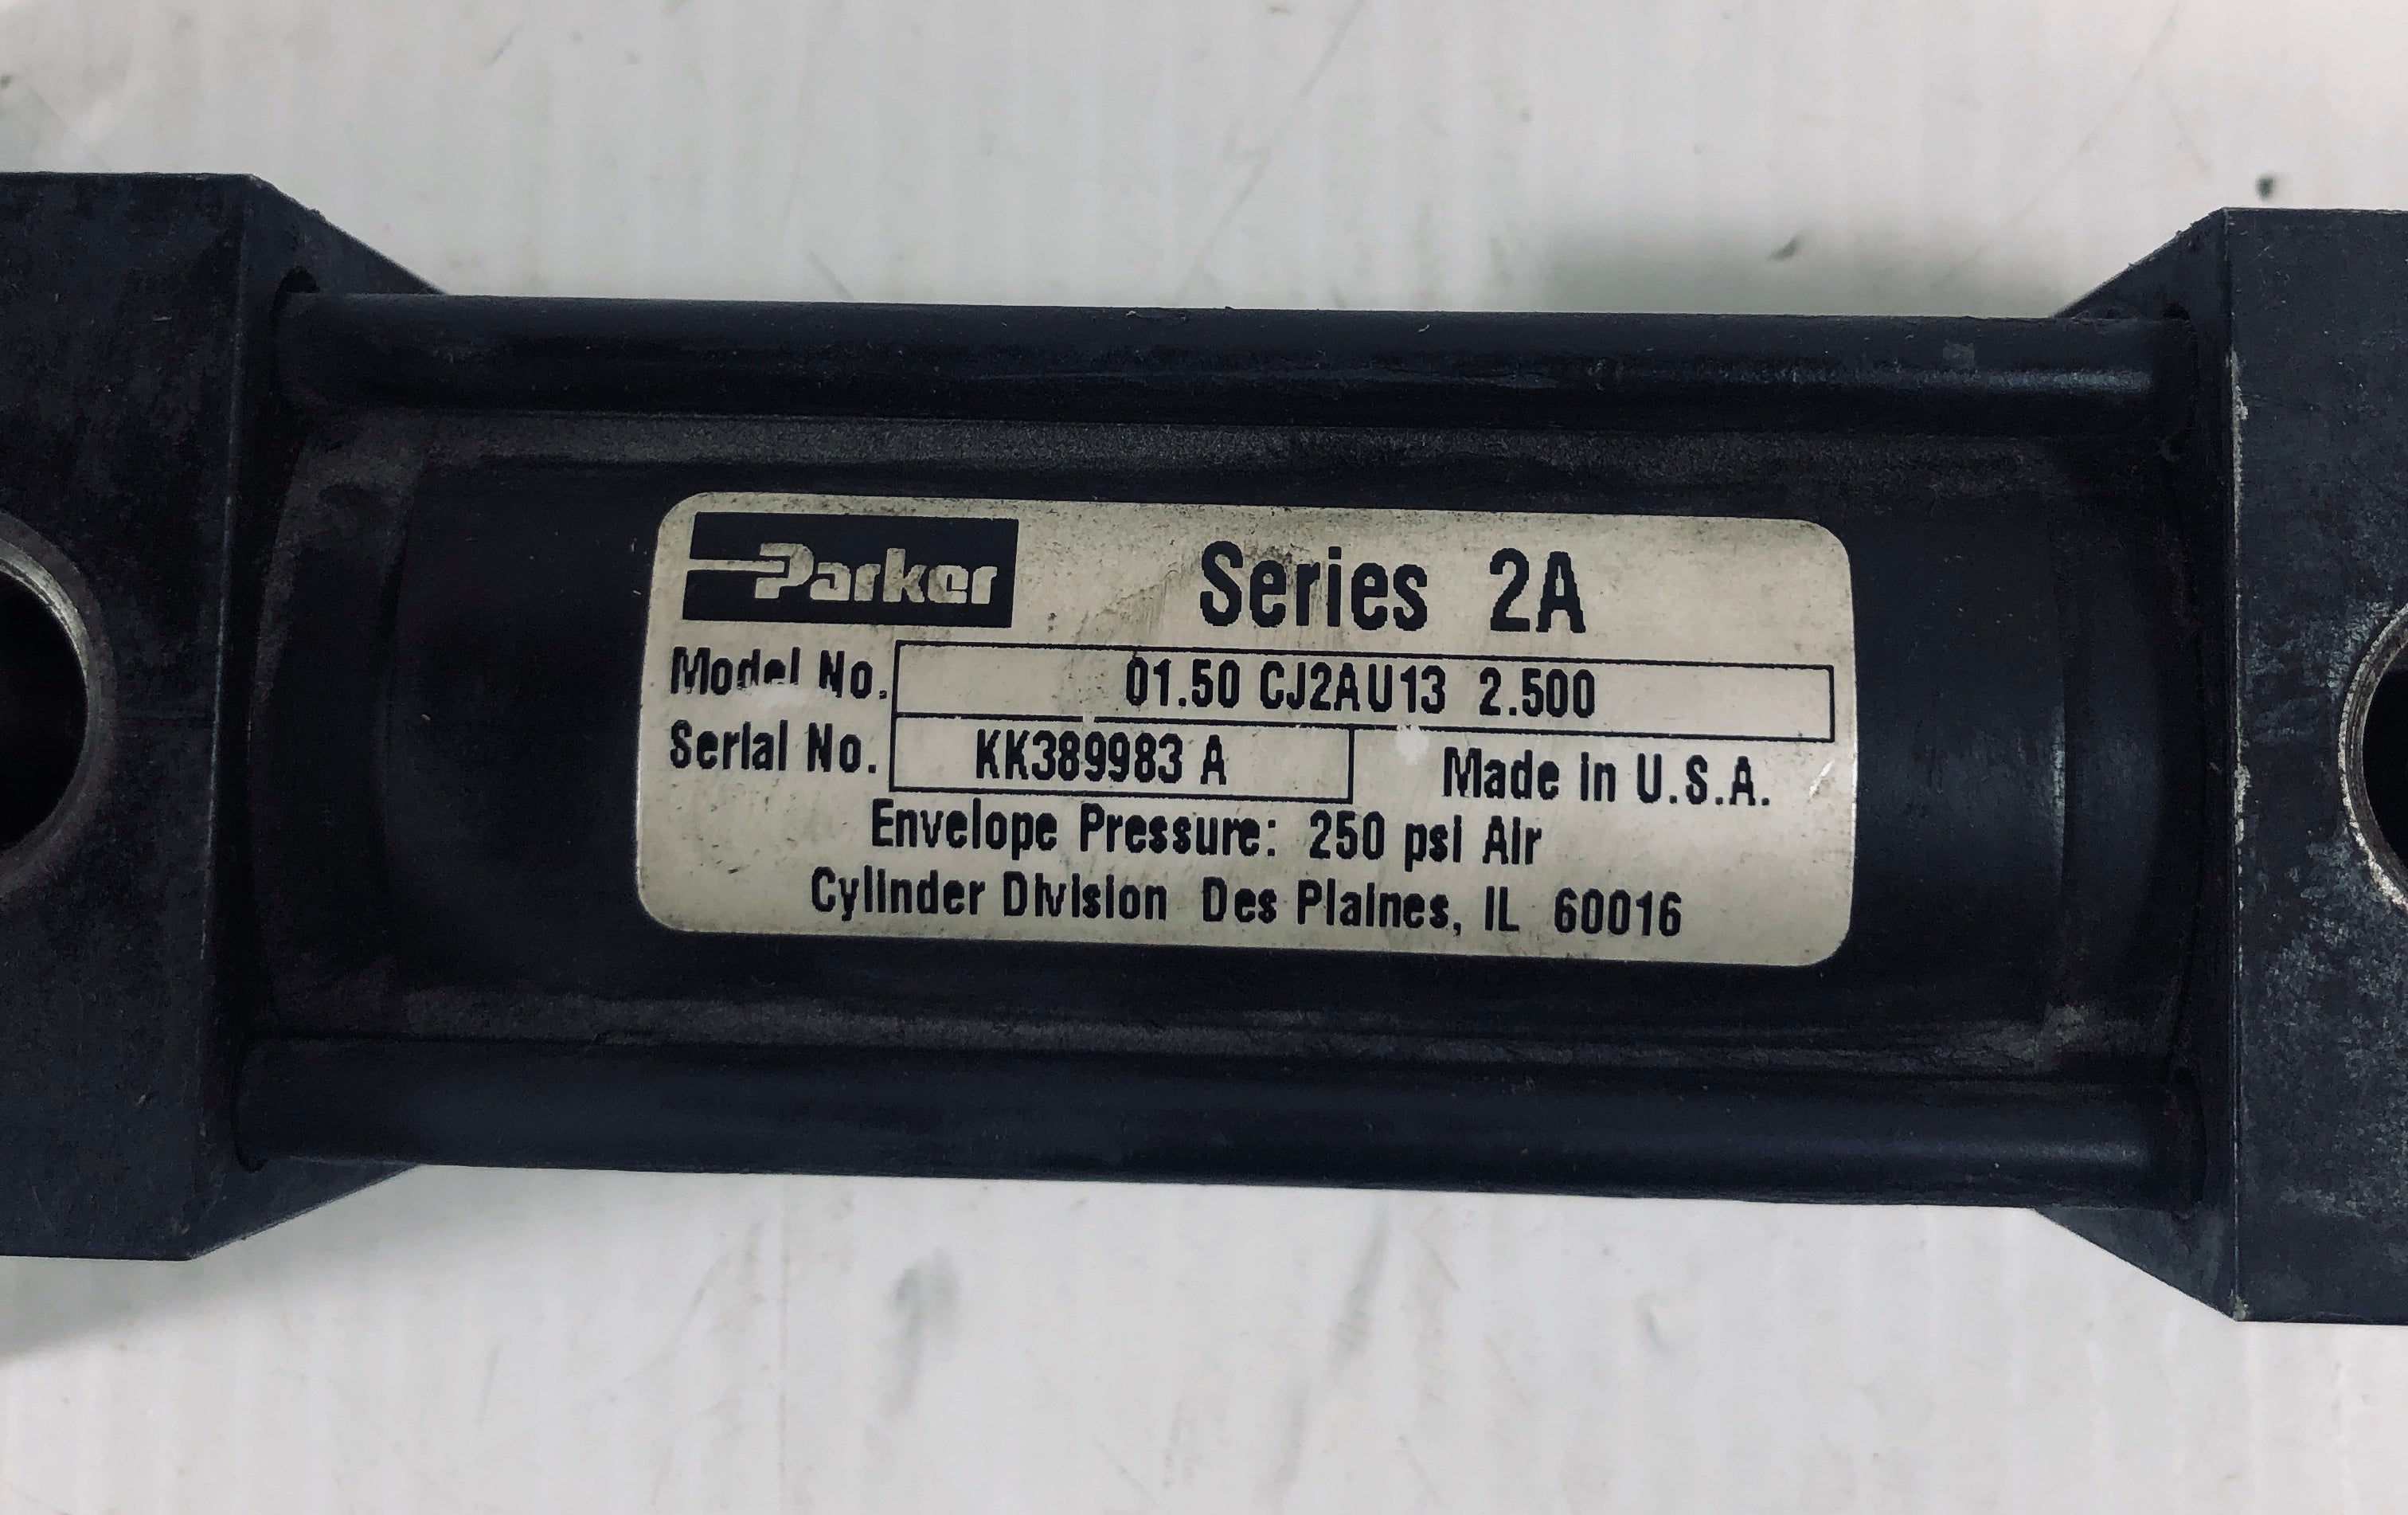 Parker Series 2A
Model No. 01.50 CJ2AU13 2.500
Serial No. KK389983 A Made in U.S.A.
Envelope Pressure: 250 psi Air
Cylinder Division Des Plaines, IL 60016